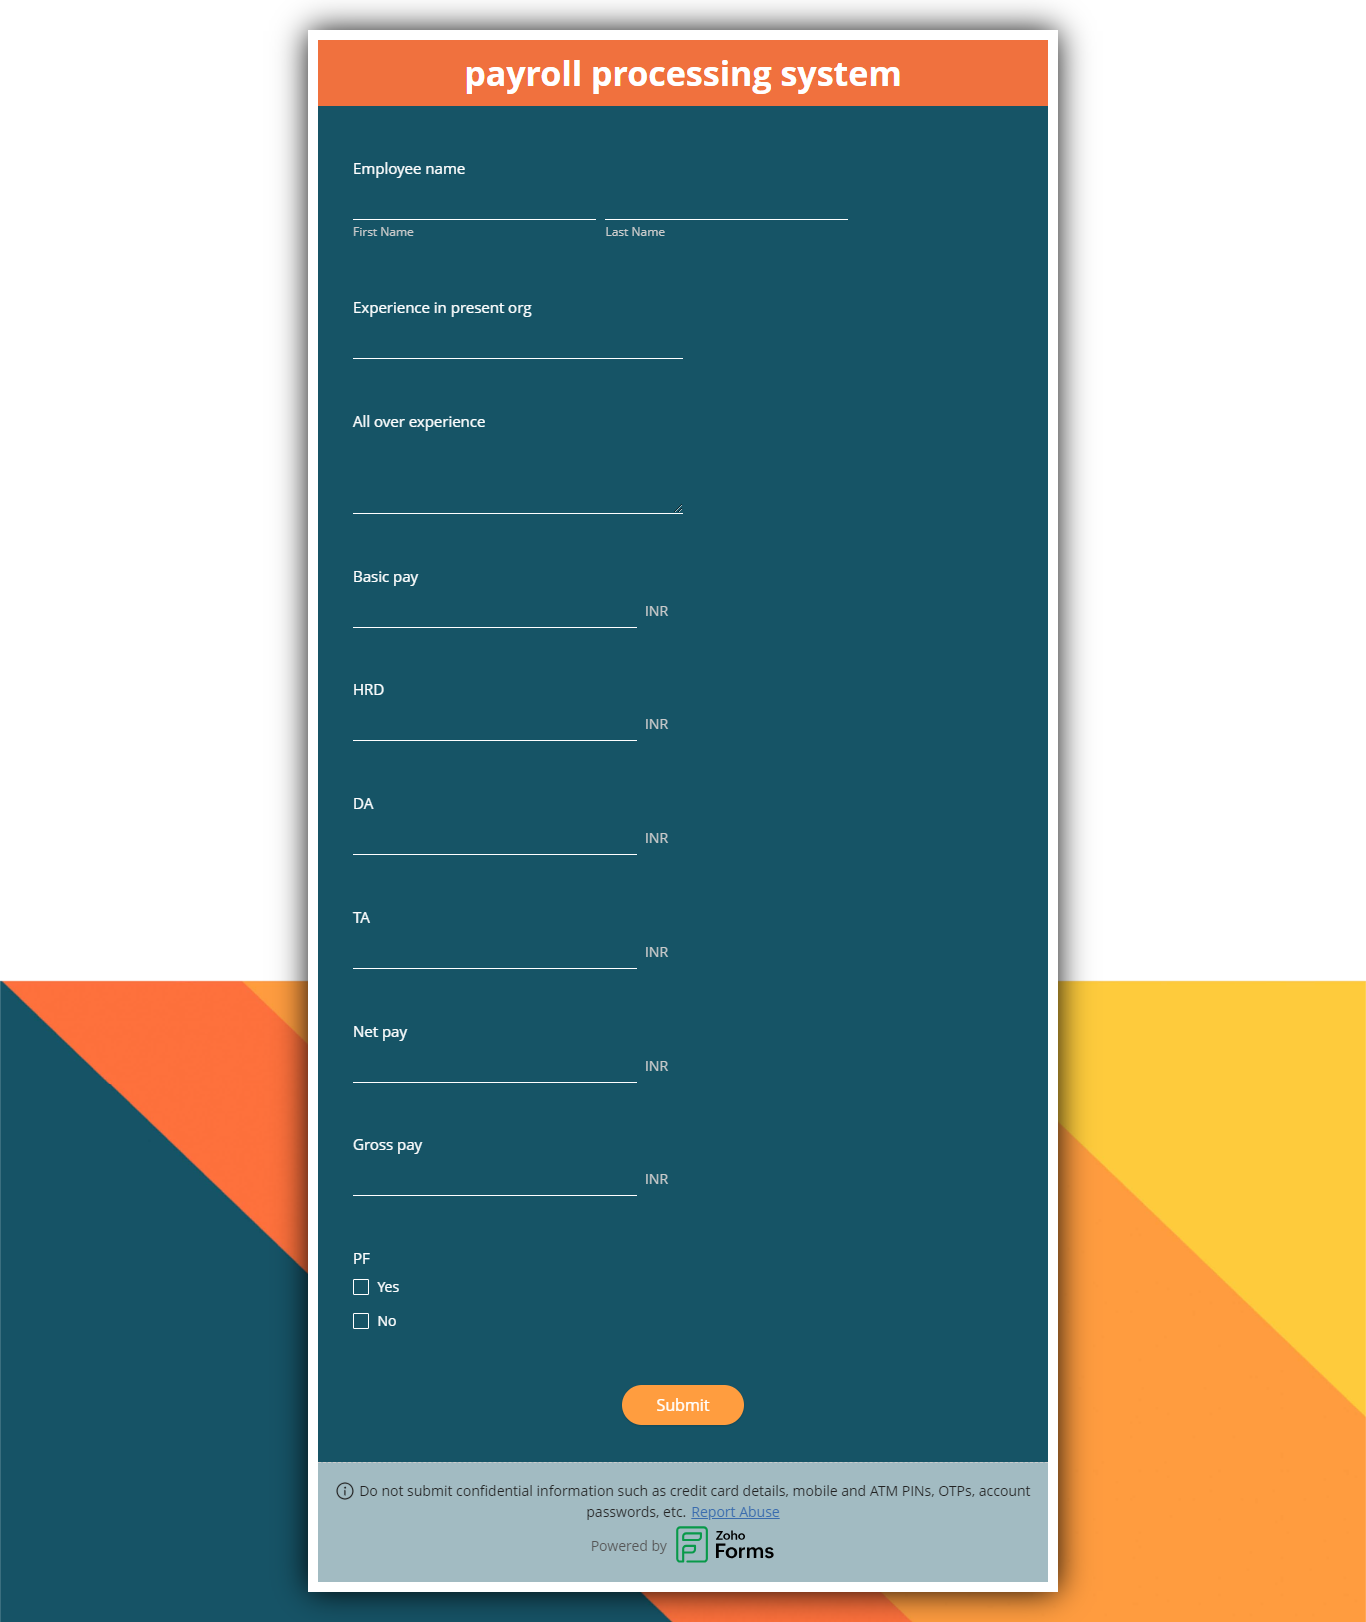 payroll processing system
Employee name
First Name Last Name
Experience in present org
All over experience
Basic pay
INR
HRD
INR
DA
INR
TA
INR
Net pay
INR
Gross pay
INR
PF
Yes
No
Submit
Do not submit confidential information such as credit card details, mobile and ATM PINs, OTPs, account
passwords, etc. Report Abuse
Powered by Zoho Forms